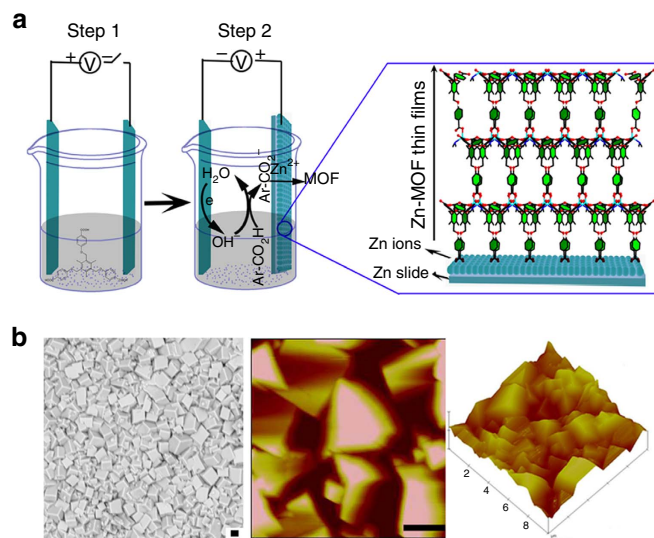 a
Step 1
Step 2
+ V
− V +
H₂O
e
OH
Ar-CO₂H
Ar-CO₂⁻
Zn²⁺
MOF
Zn-MOF thin films
Zn ions
Zn slide
b
2
4
6
8